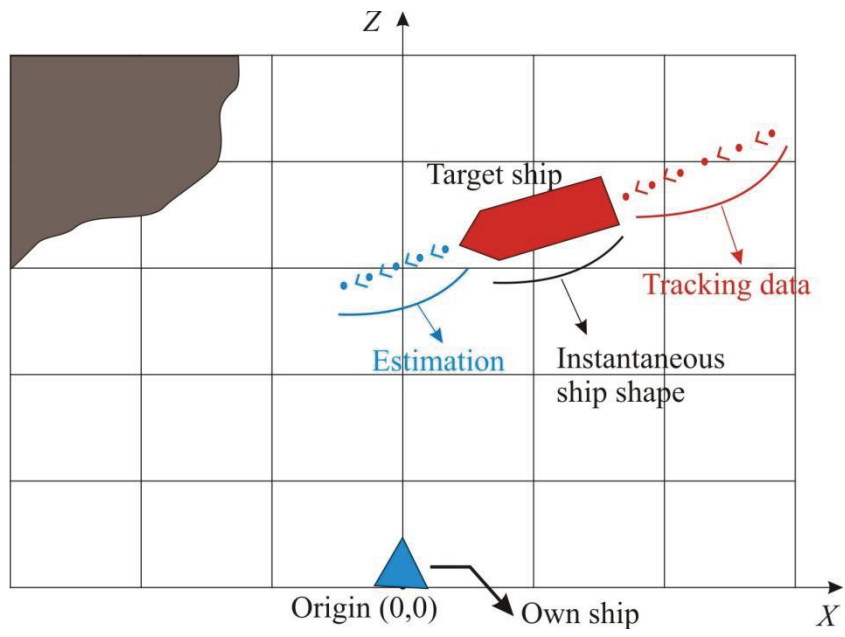 Z
Target ship
Tracking data
Estimation
Instantaneous
ship shape
Origin (0,0)
Own ship
X